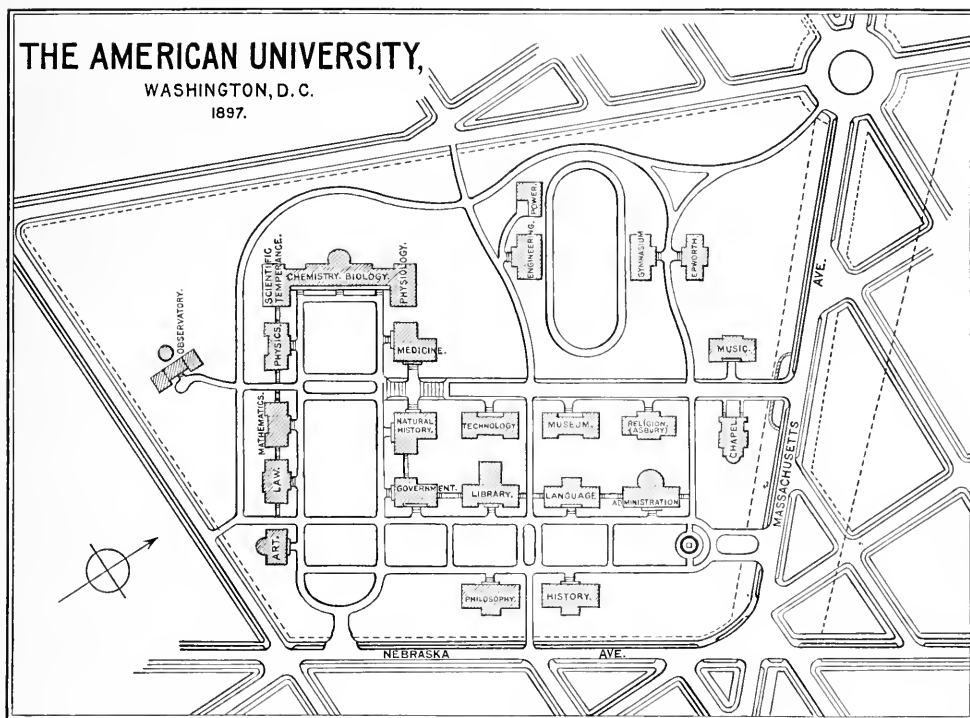 THE AMERICAN UNIVERSITY,
WASHINGTON, D.C.
1897.
POWER.
ENGINEERING.
GYMNASIUM
EPWORTH.
SCIENTIFIC
TEMPERANCE.
CHEMISTRY. BIOLOGY.
PHYSIOLOGY.
AVE.
OBSERVATORY.
PHYSICS.
MEDICINE.
MUSIC.
MATHEMATICS.
NATURAL
HISTORY.
TECHNOLOGY
MUSEUM.
RELIGION.
(ASBURY)
CHAPEL.
MASSACHUSETTS
LAW.
GOVERNMENT.
LIBRARY.
LANGUAGE
ADMINISTRATION
ART.
PHILOSOPHY.
HISTORY.
NEBRASKA AVE.